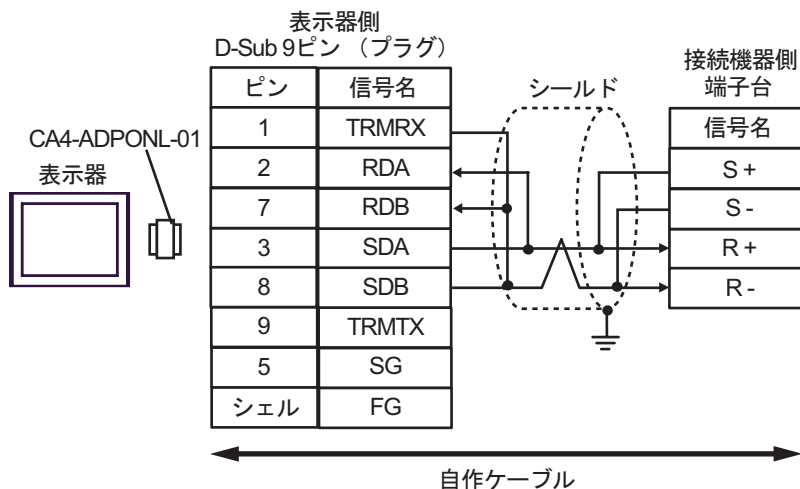 表示器側
D-Sub 9ピン （プラグ）
接続機器側
端子台
CA4-ADPONL-01
表示器
シールド
ピン 信号名
1 TRMRX
2 RDA
7 RDB
3 SDA
8 SDB
9 TRMTX
5 SG
シェル FG
信号名
S +
S -
R +
R -
自作ケーブル